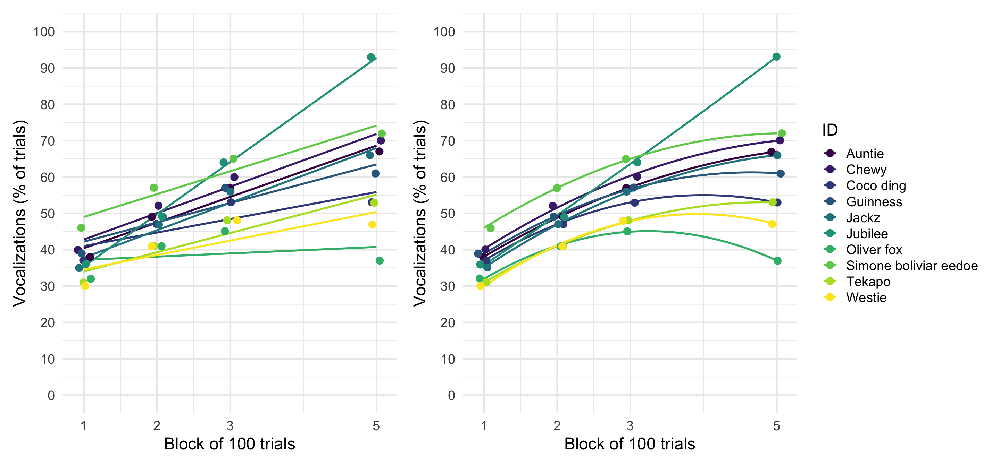 Vocalizations (% of trials)
100
90
80
70
60
50
40
30
20
10
0
1 2 3 5
Block of 100 trials
Vocalizations (% of trials)
100
90
80
70
60
50
40
30
20
10
0
1 2 3 5
Block of 100 trials
ID
Auntie
Chewy
Coco ding
Guinness
Jackz
Jubilee
Oliver fox
Simone boliviar eedoe
Tekapo
Westie